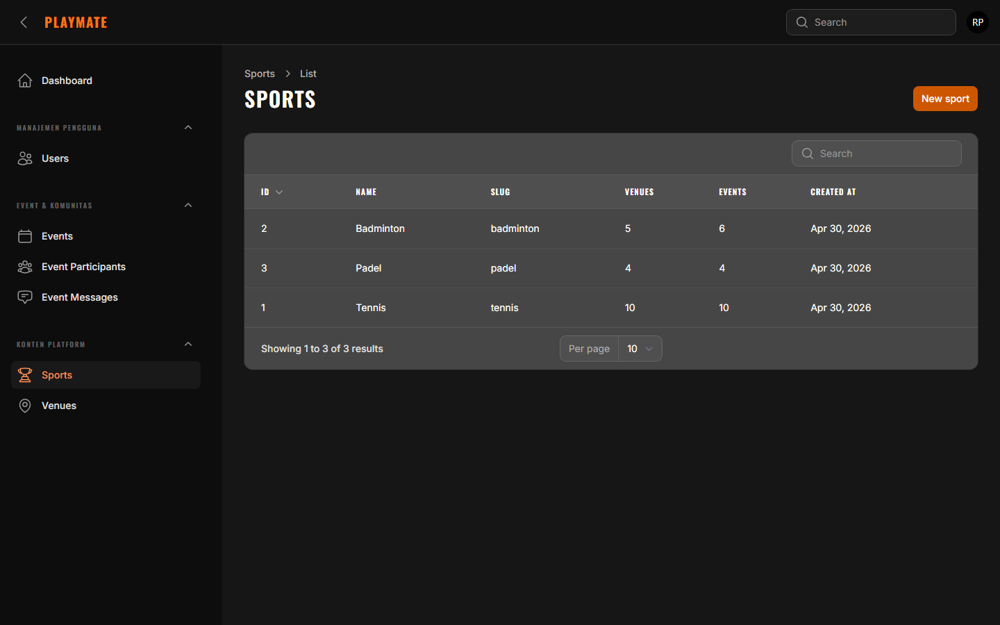 PLAYMATE
Search
RP
Dashboard
MANAJEMEN PENGGUNA
Users
EVENT & KOMUNITAS
Events
Event Participants
Event Messages
KONTEN PLATFORM
Sports
Venues
Sports > List
SPORTS
New sport
Search
ID NAME SLUG VENUES EVENTS CREATED AT
2 Badminton badminton 5 6 Apr 30, 2026
3 Padel padel 4 4 Apr 30, 2026
1 Tennis tennis 10 10 Apr 30, 2026
Showing 1 to 3 of 3 results
Per page 10